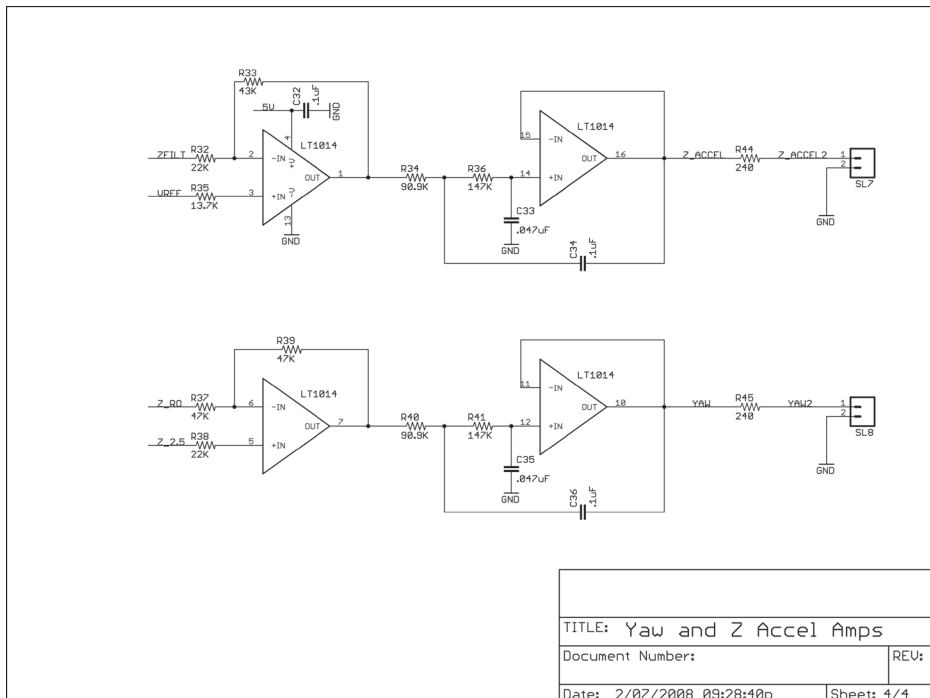 R33
43K
5V
C32
.1uF
GND
LT1014
4
ZFILT
R32
22K
2
-IN
+V
OUT
1
VREF
R35
13.7K
3
+IN
-V
13
GND
R34
90.9K
R36
147K
15
-IN
LT1014
OUT
16
14
+IN
C33
.047uF
GND
C34
.1uF
Z_ACCEL
R44
240
Z_ACCEL2
1
2
SL7
GND
R39
47K
LT1014
Z_RO
R37
47K
6
-IN
OUT
7
Z_2.5
R38
22K
5
+IN
R40
90.9K
R41
147K
11
-IN
LT1014
OUT
10
12
+IN
C35
.047uF
GND
C36
.1uF
YAW
R45
240
YAW2
1
2
SL8
GND
TITLE: Yaw and Z Accel Amps
Document Number:
REV:
Date: 2/07/2008 09:28:40p
Sheet: 4/4